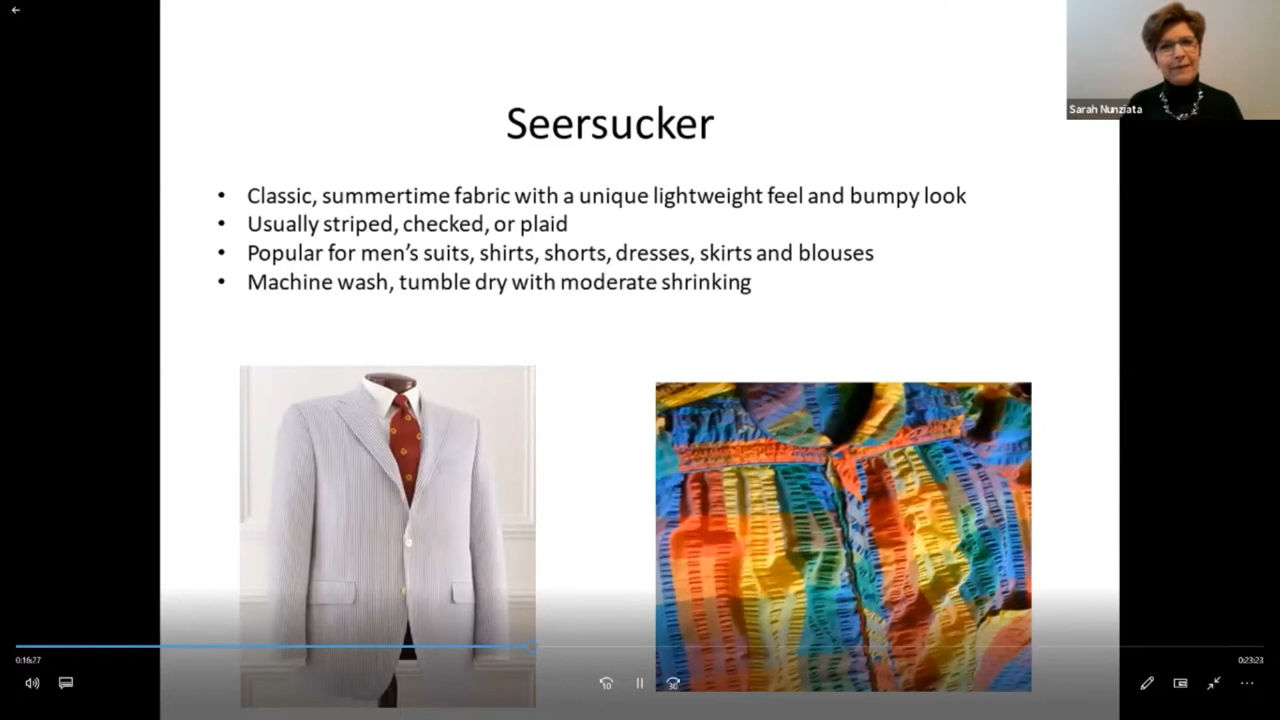 Sarah Nunziata
Seersucker
• Classic, summertime fabric with a unique lightweight feel and bumpy look
• Usually striped, checked, or plaid
• Popular for men’s suits, shirts, shorts, dresses, skirts and blouses
• Machine wash, tumble dry with moderate shrinking
0:16:27
0:23:23
10
30